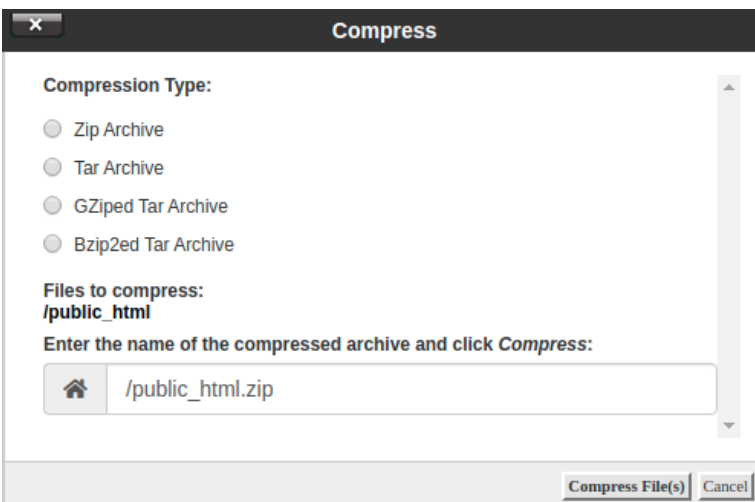 Compress
Compression Type:
Zip Archive
Tar Archive
GZiped Tar Archive
Bzip2ed Tar Archive
Files to compress:
/public_html
Enter the name of the compressed archive and click Compress:
/public_html.zip
Compress File(s) Cancel